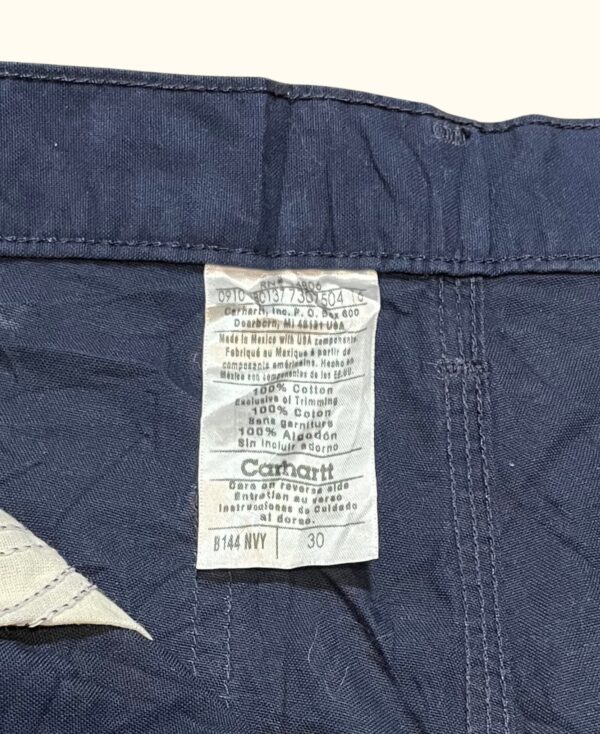 RN#
0910
Carhartt, Inc. P. O. Box 600
Dearborn, MI 48121 USA
Made in Mexico with USA components
Fabriqué au Mexique à partir de
composants américains. Hecho en
México con componentes de los EE.UU.
100% Cotton
Exclusive of Trimming
100% Coton
Sans garniture
100% Algodón
Sin incluir adorno
Carhartt
Care on reverse side
Entretien au verso
Instrucciones de Cuidado
al dorso.
B144 NVY 30